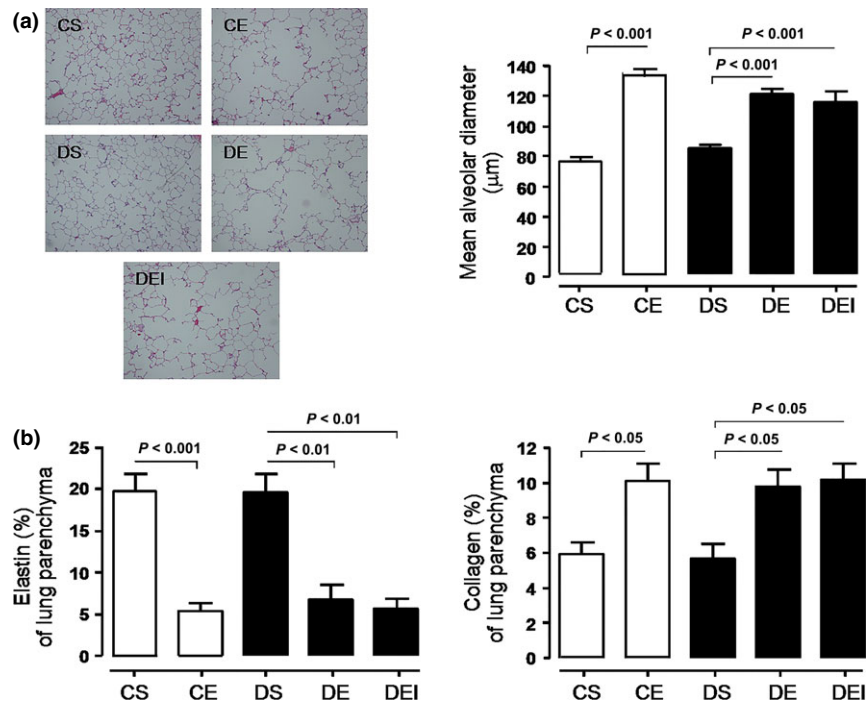 (a)
CS
CE
DS
DE
DEI
P < 0.001
P < 0.001
P < 0.001
Mean alveolar diameter
(μm)
140
120
100
80
60
40
20
0
CS CE DS DE DEI
(b)
P < 0.01
P < 0.001
P < 0.01
Elastin (%)
of lung parenchyma
25
20
15
10
5
0
CS CE DS DE DEI
P < 0.05
P < 0.05
P < 0.05
Collagen (%)
of lung parenchyma
12
10
8
6
4
2
0
CS CE DS DE DEI